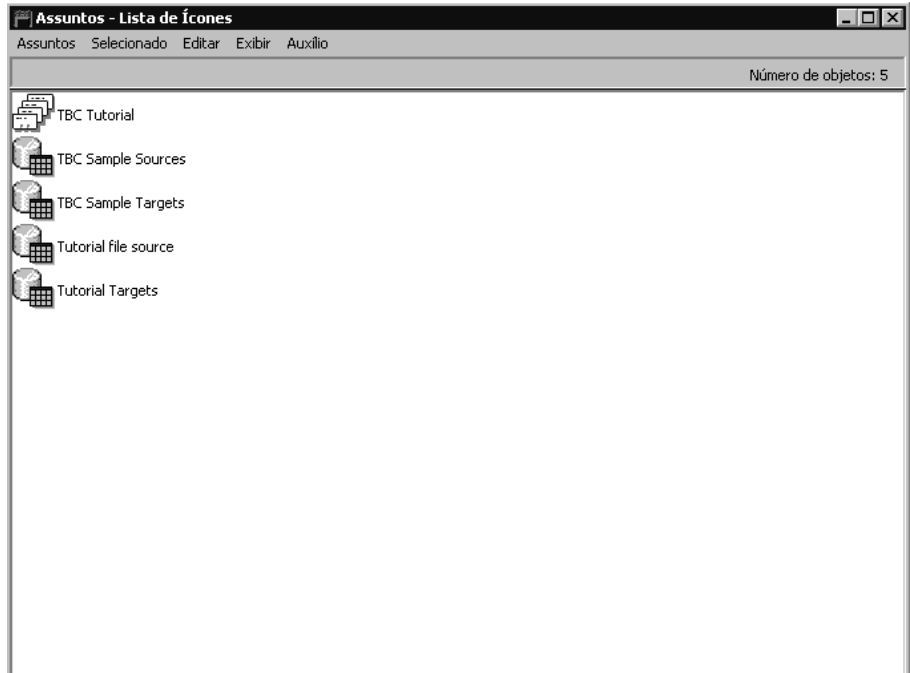 Assuntos - Lista de Ícones
Assuntos Selecionado Editar Exibir Auxílio
Número de objetos: 5
TBC Tutorial
TBC Sample Sources
TBC Sample Targets
Tutorial file source
Tutorial Targets